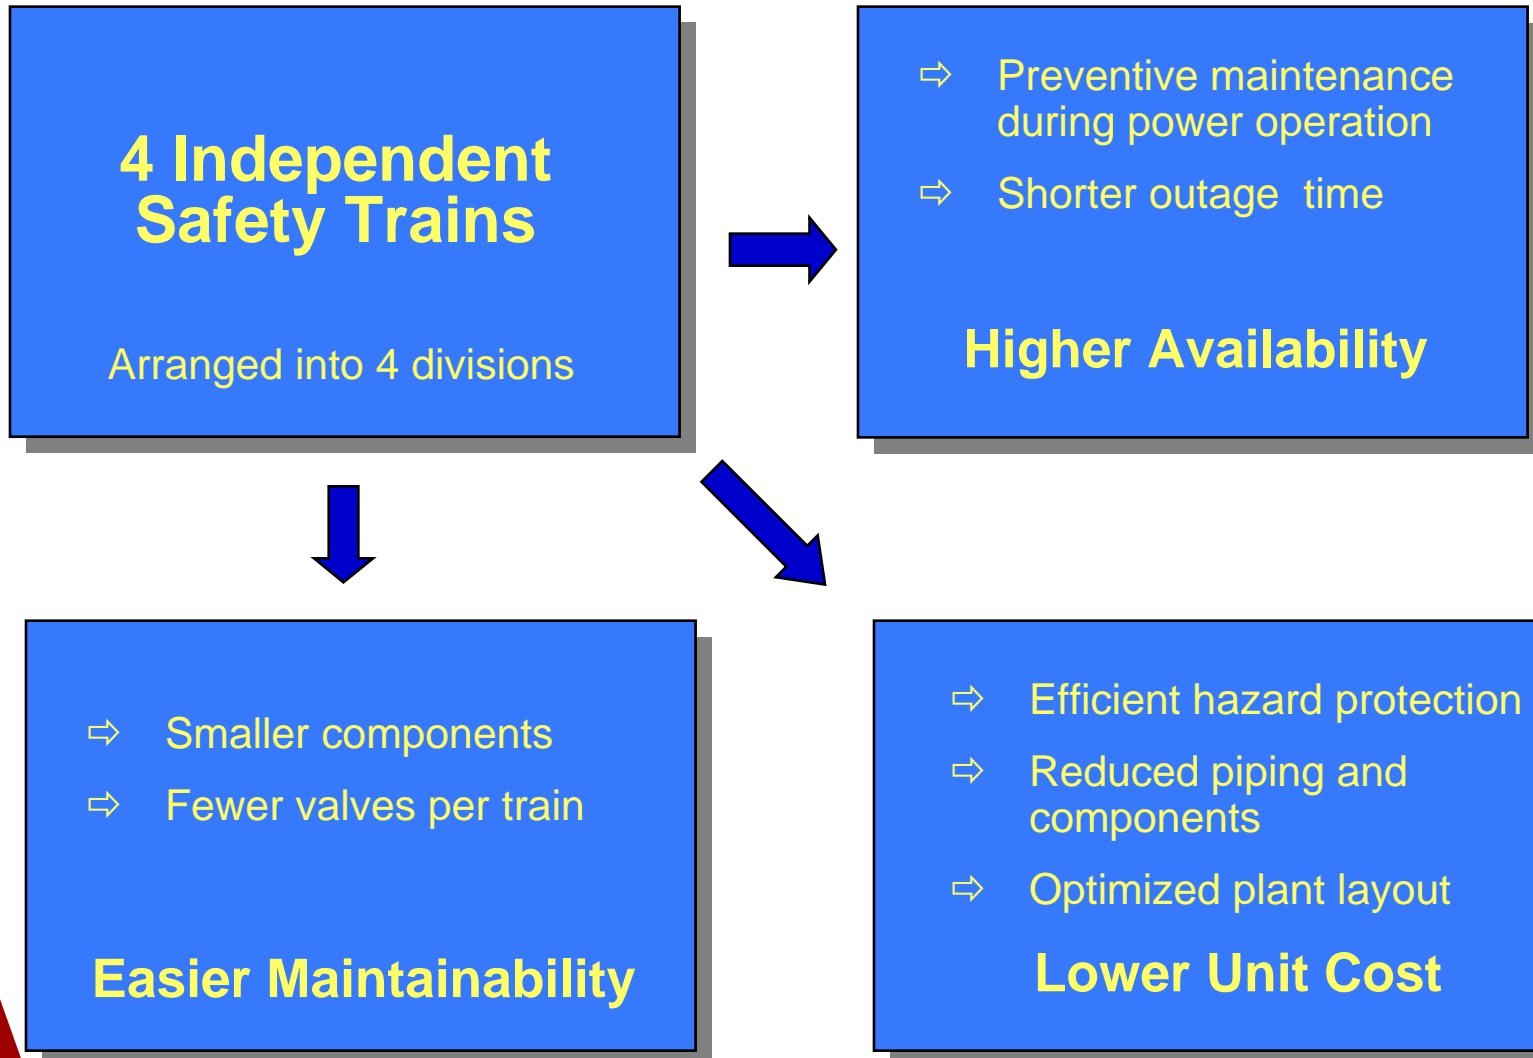 4 Independent
Safety Trains
Arranged into 4 divisions
⇨ Preventive maintenance
during power operation
⇨ Shorter outage  time
Higher Availability
⇨ Smaller components
⇨ Fewer valves per train
Easier Maintainability
⇨ Efficient hazard protection
⇨ Reduced piping and
components
⇨ Optimized plant layout
Lower Unit Cost